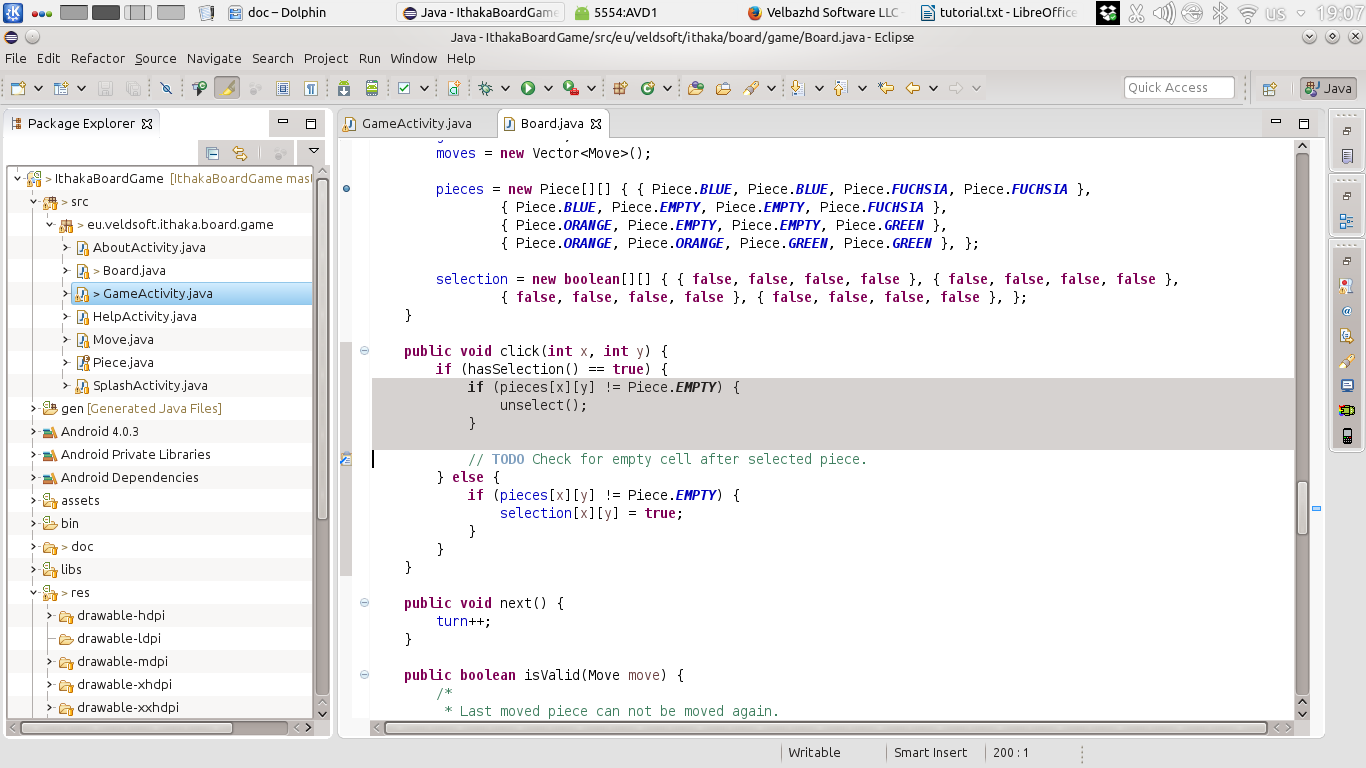 doc – Dolphin
Java - IthakaBoardGame
5554:AVD1
Velbazhd Software LLC
tutorial.txt - LibreOffice
us
19:07
Java - IthakaBoardGame/src/eu/veldsoft/ithaka/board/game/Board.java - Eclipse
File Edit Refactor Source Navigate Search Project Run Window Help
Quick Access
Java
Package Explorer
GameActivity.java
Board.java
> IthakaBoardGame [IthakaBoardGame mast
> src
> eu.veldsoft.ithaka.board.game
AboutActivity.java
> Board.java
> GameActivity.java
HelpActivity.java
Move.java
Piece.java
SplashActivity.java
gen [Generated Java Files]
Android 4.0.3
Android Private Libraries
Android Dependencies
assets
bin
> doc
libs
> res
drawable-hdpi
drawable-ldpi
drawable-mdpi
drawable-xhdpi
drawable-xxhdpi
moves = new Vector<Move>();
pieces = new Piece[][] { { Piece.BLUE, Piece.BLUE, Piece.FUCHSIA, Piece.FUCHSIA },
{ Piece.BLUE, Piece.EMPTY, Piece.EMPTY, Piece.FUCHSIA },
{ Piece.ORANGE, Piece.EMPTY, Piece.EMPTY, Piece.GREEN },
{ Piece.ORANGE, Piece.ORANGE, Piece.GREEN, Piece.GREEN }, };
selection = new boolean[][] { { false, false, false, false }, { false, false, false, false },
{ false, false, false, false }, { false, false, false, false }, };
}
public void click(int x, int y) {
if (hasSelection() == true) {
if (pieces[x][y] != Piece.EMPTY) {
unselect();
}
// TODO Check for empty cell after selected piece.
} else {
if (pieces[x][y] != Piece.EMPTY) {
selection[x][y] = true;
}
}
}
public void next() {
turn++;
}
public boolean isValid(Move move) {
/*
* Last moved piece can not be moved again.
Writable
Smart Insert
200 : 1